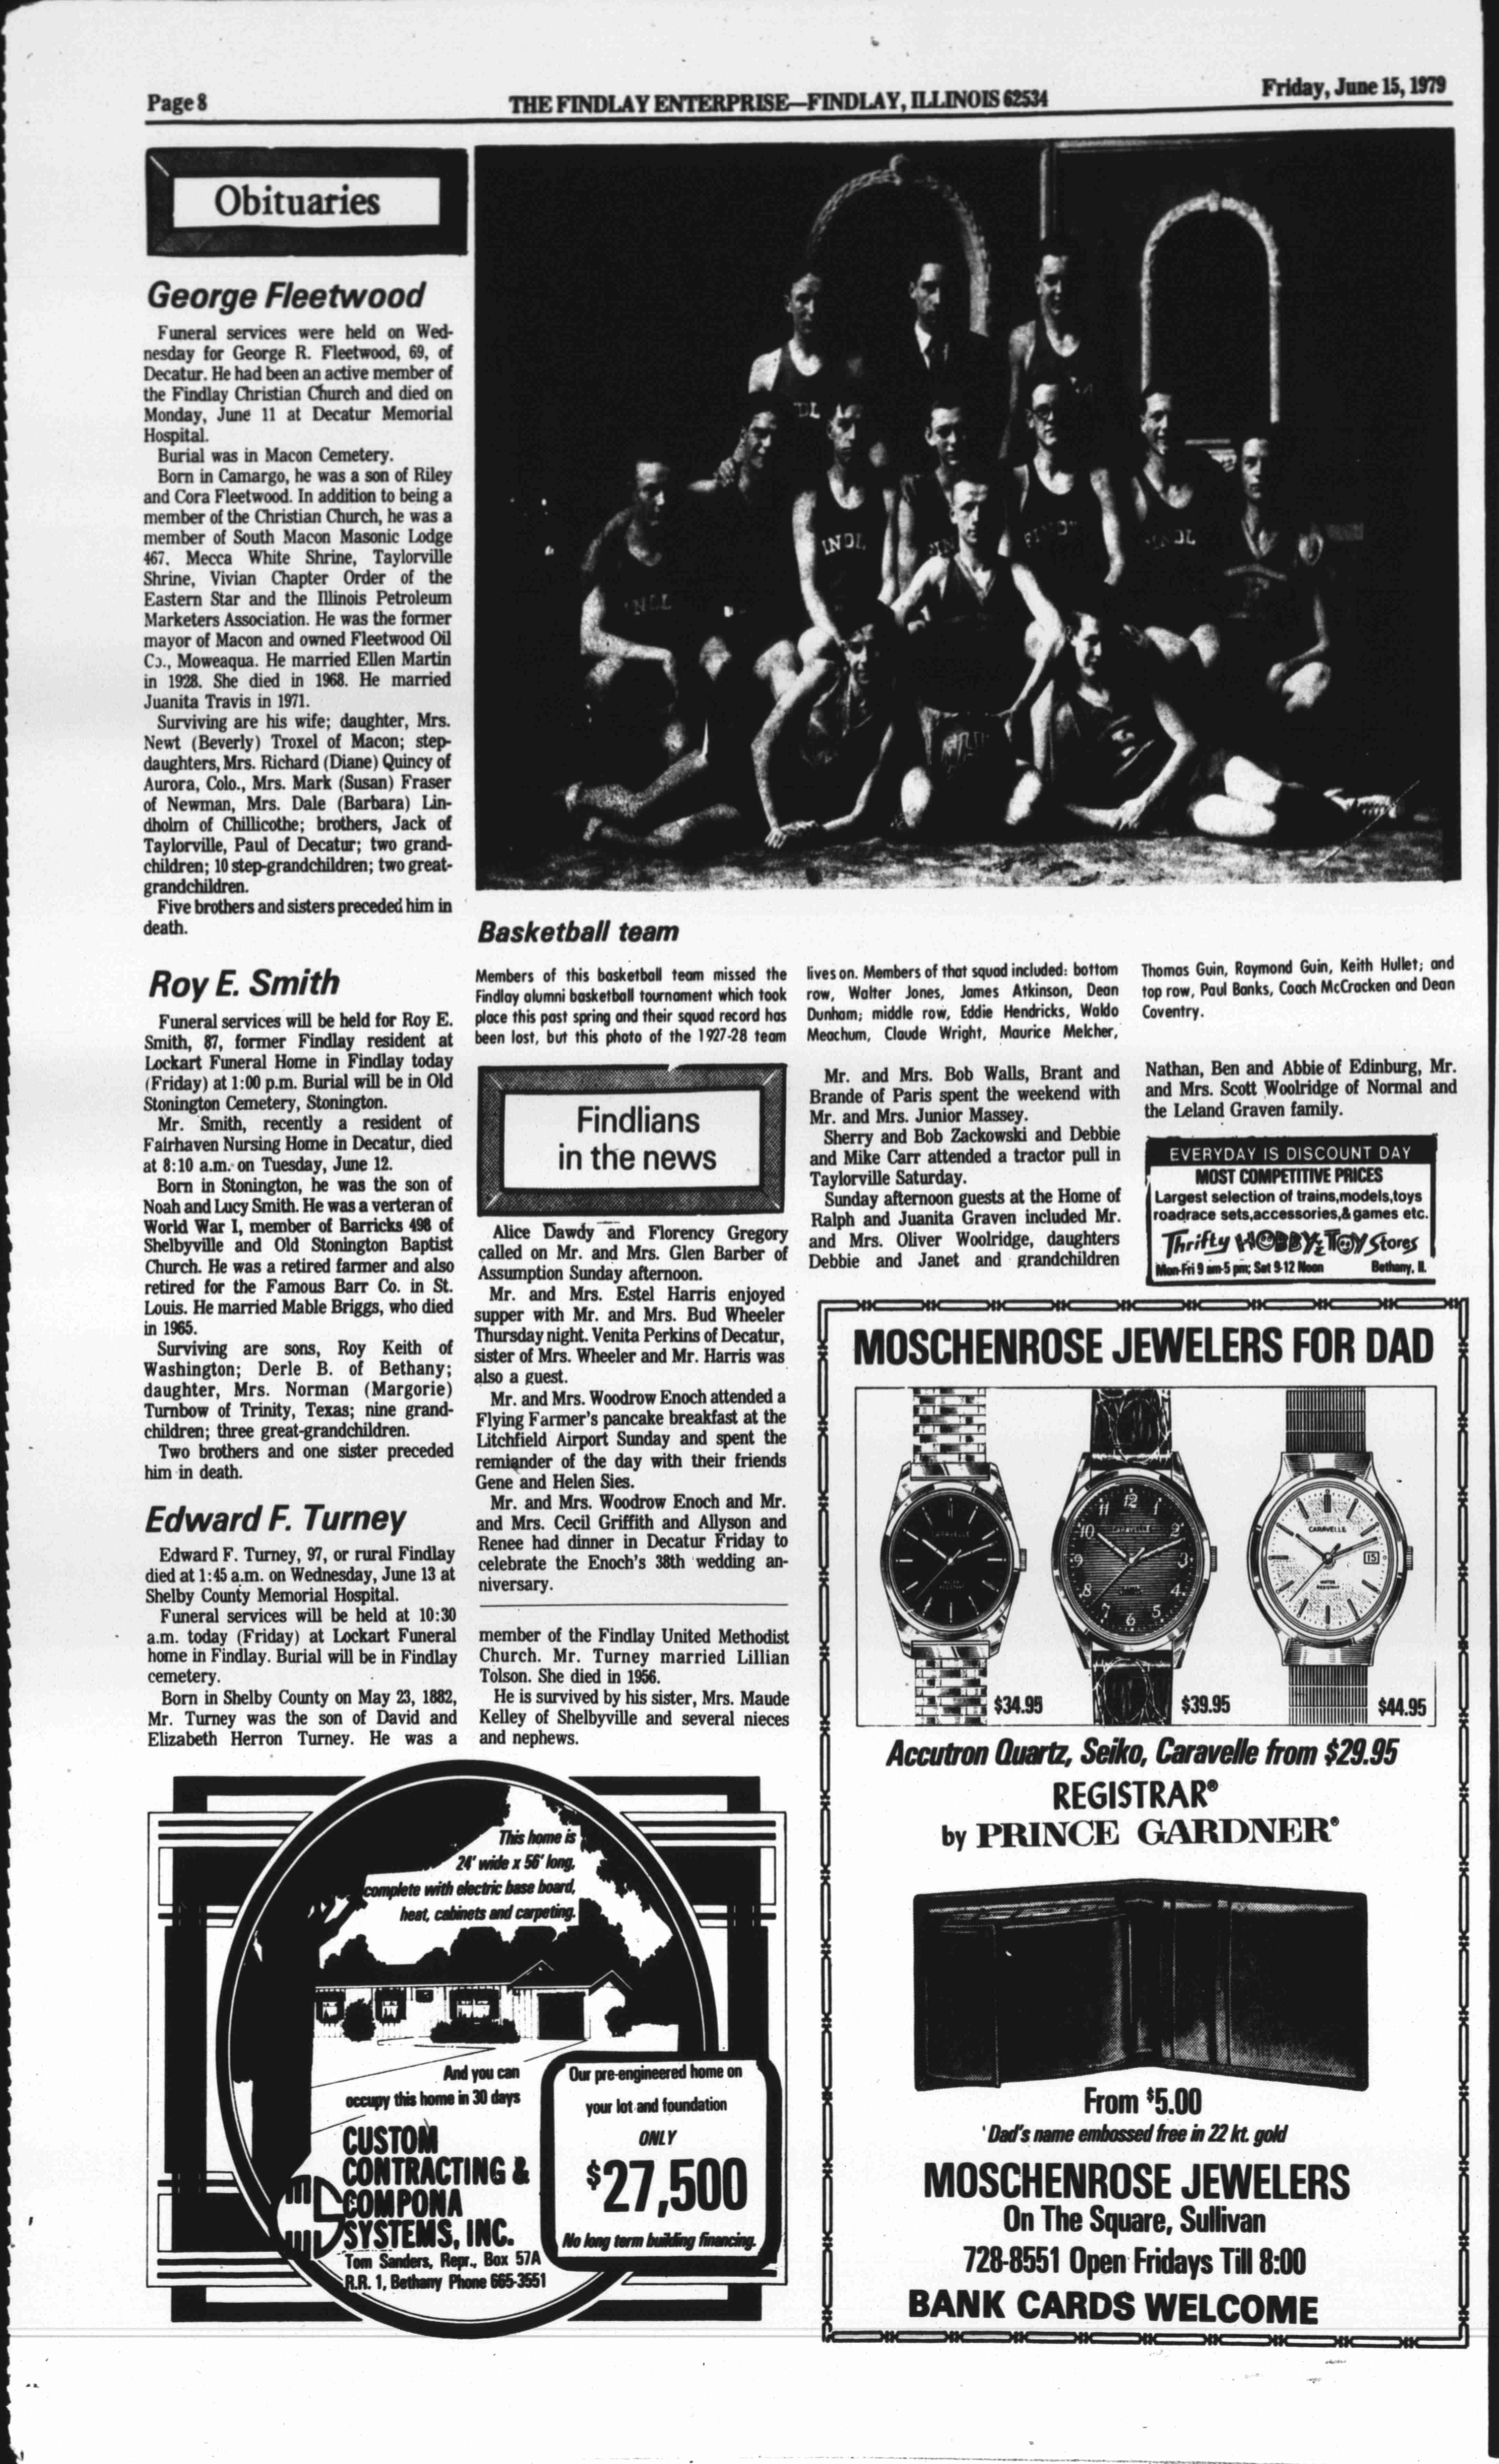 Page 8
THE FINDLAY ENTERPRISE—FINDLAY, ILLINOIS 62534
Friday, June 15, 1979
Obituaries
George Fleetwood
Funeral services were held on Wed-
nesday for George R. Fleetwood, 69, of
Decatur. He had been an active member of
the Findlay Christian Church and died on
Monday, June 11 at Decatur Memorial
Hospital.
Burial was in Macon Cemetery.
Born in Camargo, he was a son of Riley
and Cora Fleetwood. In addition to being a
member of the Christian Church, he was a
member of South Macon Masonic Lodge
467, Mecca White Shrine, Taylorville
Shrine, Vivian Chapter Order of the
Eastern Star and the Illinois Petroleum
Marketers Association. He was the former
mayor of Macon and owned Fleetwood Oil
Co., Moweaqua. He married Ellen Martin
in 1928. She died in 1968. He married
Juanita Travis in 1971.
Surviving are his wife; daughter, Mrs.
Newt (Beverly) Troxel of Macon; step-
daughters, Mrs. Richard (Diane) Quincy of
Aurora, Colo., Mrs. Mark (Susan) Fraser
of Newman, Mrs. Dale (Barbara) Lin-
dholm of Chillicothe; brothers, Jack of
Taylorville, Paul of Decatur; two grand-
children; 10 step-grandchildren; two great-
grandchildren.
Five brothers and sisters preceded him in
death.
Roy E. Smith
Funeral services will be held for Roy E.
Smith, 87, former Findlay resident at
Lockart Funeral Home in Findlay today
(Friday) at 1:00 p.m. Burial will be in Old
Stonington Cemetery, Stonington.
Mr. Smith, recently a resident of
Fairhaven Nursing Home in Decatur, died
at 8:10 a.m. on Tuesday, June 12.
Born in Stonington, he was the son of
Noah and Lucy Smith. He was a verteran of
World War I, member of Barricks 498 of
Shelbyville and Old Stonington Baptist
Church. He was a retired farmer and also
retired for the Famous Barr Co. in St.
Louis. He married Mable Briggs, who died
in 1965.
Surviving are sons, Roy Keith of
Washington; Derle B. of Bethany;
daughter, Mrs. Norman (Margorie)
Turnbow of Trinity, Texas; nine grand-
children; three great-grandchildren.
Two brothers and one sister preceded
him in death.
Edward F. Turney
Edward F. Turney, 97, or rural Findlay
died at 1:45 a.m. on Wednesday, June 13 at
Shelby County Memorial Hospital.
Funeral services will be held at 10:30
a.m. today (Friday) at Lockart Funeral
home in Findlay. Burial will be in Findlay
cemetery.
Born in Shelby County on May 23, 1882,
Mr. Turney was the son of David and
Elizabeth Herron Turney. He was a
member of the Findlay United Methodist
Church. Mr. Turney married Lillian
Tolson. She died in 1956.
He is survived by his sister, Mrs. Maude
Kelley of Shelbyville and several nieces
and nephews.
INDL
Basketball team
Members of this basketball team missed the
Findlay alumni basketball tournament which took
place this past spring and their squad record has
been lost, but this photo of the 1927-28 team
lives on. Members of that squad included: bottom
row, Walter Jones, James Atkinson, Dean
Dunham; middle row, Eddie Hendricks, Waldo
Meachum, Claude Wright, Maurice Melcher,
Thomas Guin, Raymond Guin, Keith Hullet; and
top row, Paul Banks, Coach McCracken and Dean
Coventry.
Findlians
in the news
Alice Dawdy and Florency Gregory
called on Mr. and Mrs. Glen Barber of
Assumption Sunday afternoon.
Mr. and Mrs. Estel Harris enjoyed
supper with Mr. and Mrs. Bud Wheeler
Thursday night. Venita Perkins of Decatur,
sister of Mrs. Wheeler and Mr. Harris was
also a guest.
Mr. and Mrs. Woodrow Enoch attended a
Flying Farmer's pancake breakfast at the
Litchfield Airport Sunday and spent the
remiander of the day with their friends
Gene and Helen Sies.
Mr. and Mrs. Woodrow Enoch and Mr.
and Mrs. Cecil Griffith and Allyson and
Renee had dinner in Decatur Friday to
celebrate the Enoch's 38th wedding an-
niversary.
Mr. and Mrs. Bob Walls, Brant and
Brande of Paris spent the weekend with
Mr. and Mrs. Junior Massey.
Sherry and Bob Zackowski and Debbie
and Mike Carr attended a tractor pull in
Taylorville Saturday.
Sunday afternoon guests at the Home of
Ralph and Juanita Graven included Mr.
and Mrs. Oliver Woolridge, daughters
Debbie and Janet and grandchildren
Nathan, Ben and Abbie of Edinburg, Mr.
and Mrs. Scott Woolridge of Normal and
the Leland Graven family.
EVERYDAY IS DISCOUNT DAY
MOST COMPETITIVE PRICES
Largest selection of trains,models,toys
roadrace sets,accessories,& games etc.
Thrifty HOBBY & TOY Stores
Mon-Fri 9 am-5 pm; Sat 9-12 Noon Bethany, Il.
MOSCHENROSE JEWELERS FOR DAD
CARAVELLE
$34.95
$39.95
$44.95
Accutron Quartz, Seiko, Caravelle from $29.95
REGISTRAR®
by PRINCE GARDNER®
From $5.00
'Dad's name embossed free in 22 kt. gold
MOSCHENROSE JEWELERS
On The Square, Sullivan
728-8551 Open Fridays Till 8:00
BANK CARDS WELCOME
This home is
24' wide x 56' long,
complete with electric base board,
heat, cabinets and carpeting.
And you can
occupy this home in 30 days
CUSTOM
CONTRACTING &
COMPONA
SYSTEMS, INC.
Tom Sanders, Repr., Box 57A
R.R. 1, Bethany Phone 665-3551
Our pre-engineered home on
your lot and foundation
ONLY
$27,500
No long term building financing.